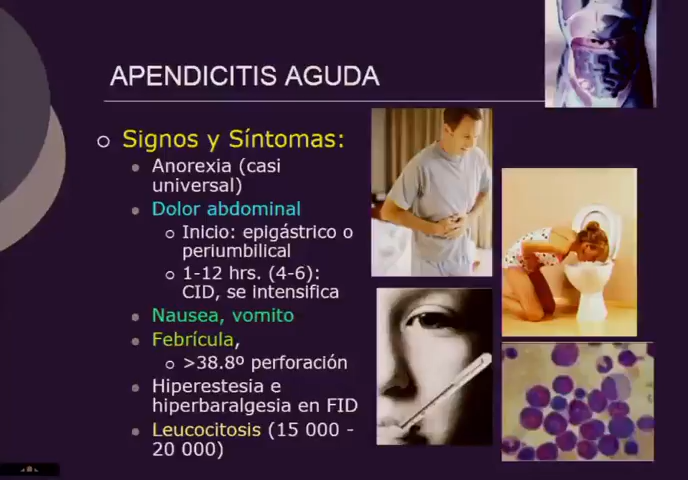 APENDICITIS AGUDA
Signos y Síntomas:
Anorexia (casi
universal)
Dolor abdominal
Inicio: epigástrico o
periumbilical
1-12 hrs. (4-6):
CID, se intensifica
Nausea, vomito
Febrícula,
>38.8º perforación
Hiperestesia e
hiperbaralgesia en FID
Leucocitosis (15 000 -
20 000)